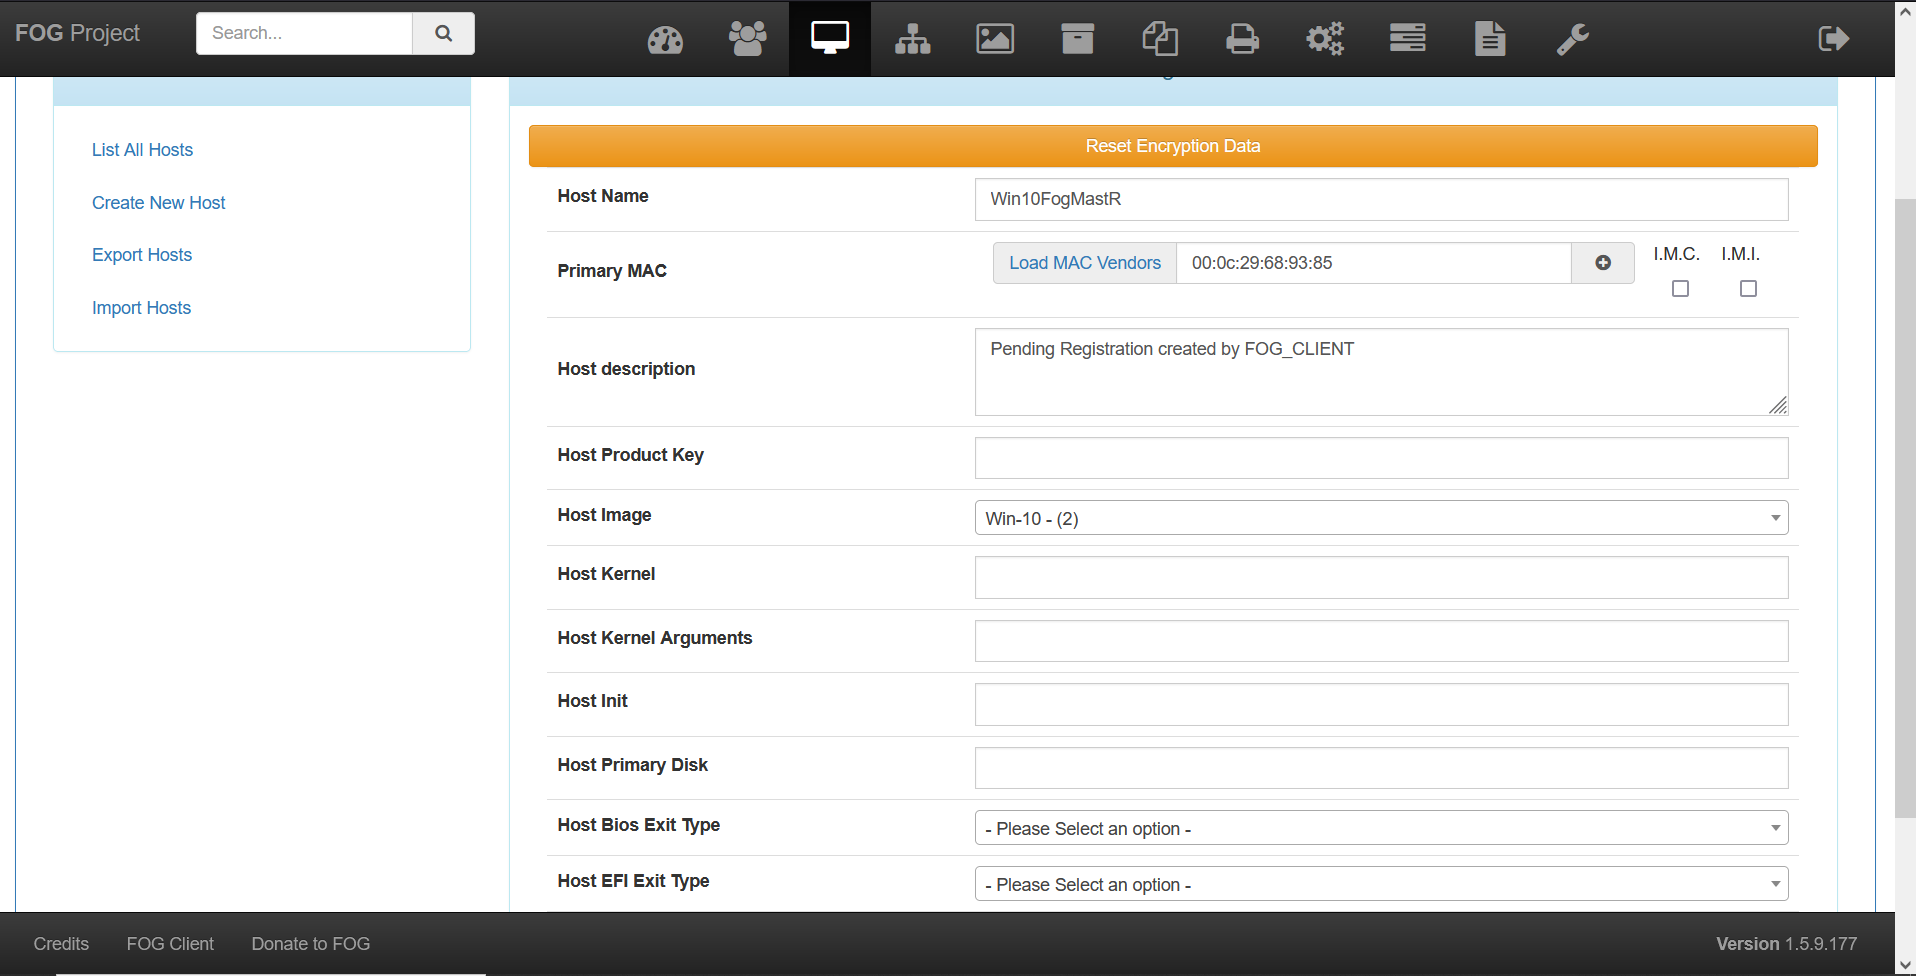 FOG Project
Search...
List All Hosts
Create New Host
Export Hosts
Import Hosts
Reset Encryption Data
Host Name
Win10FogMastR
Primary MAC
Load MAC Vendors
00:0c:29:68:93:85
I.M.C.
I.M.I.
Host description
Pending Registration created by FOG_CLIENT
Host Product Key
Host Image
Win-10 - (2)
Host Kernel
Host Kernel Arguments
Host Init
Host Primary Disk
Host Bios Exit Type
- Please Select an option -
Host EFI Exit Type
- Please Select an option -
Credits
FOG Client
Donate to FOG
Version 1.5.9.177